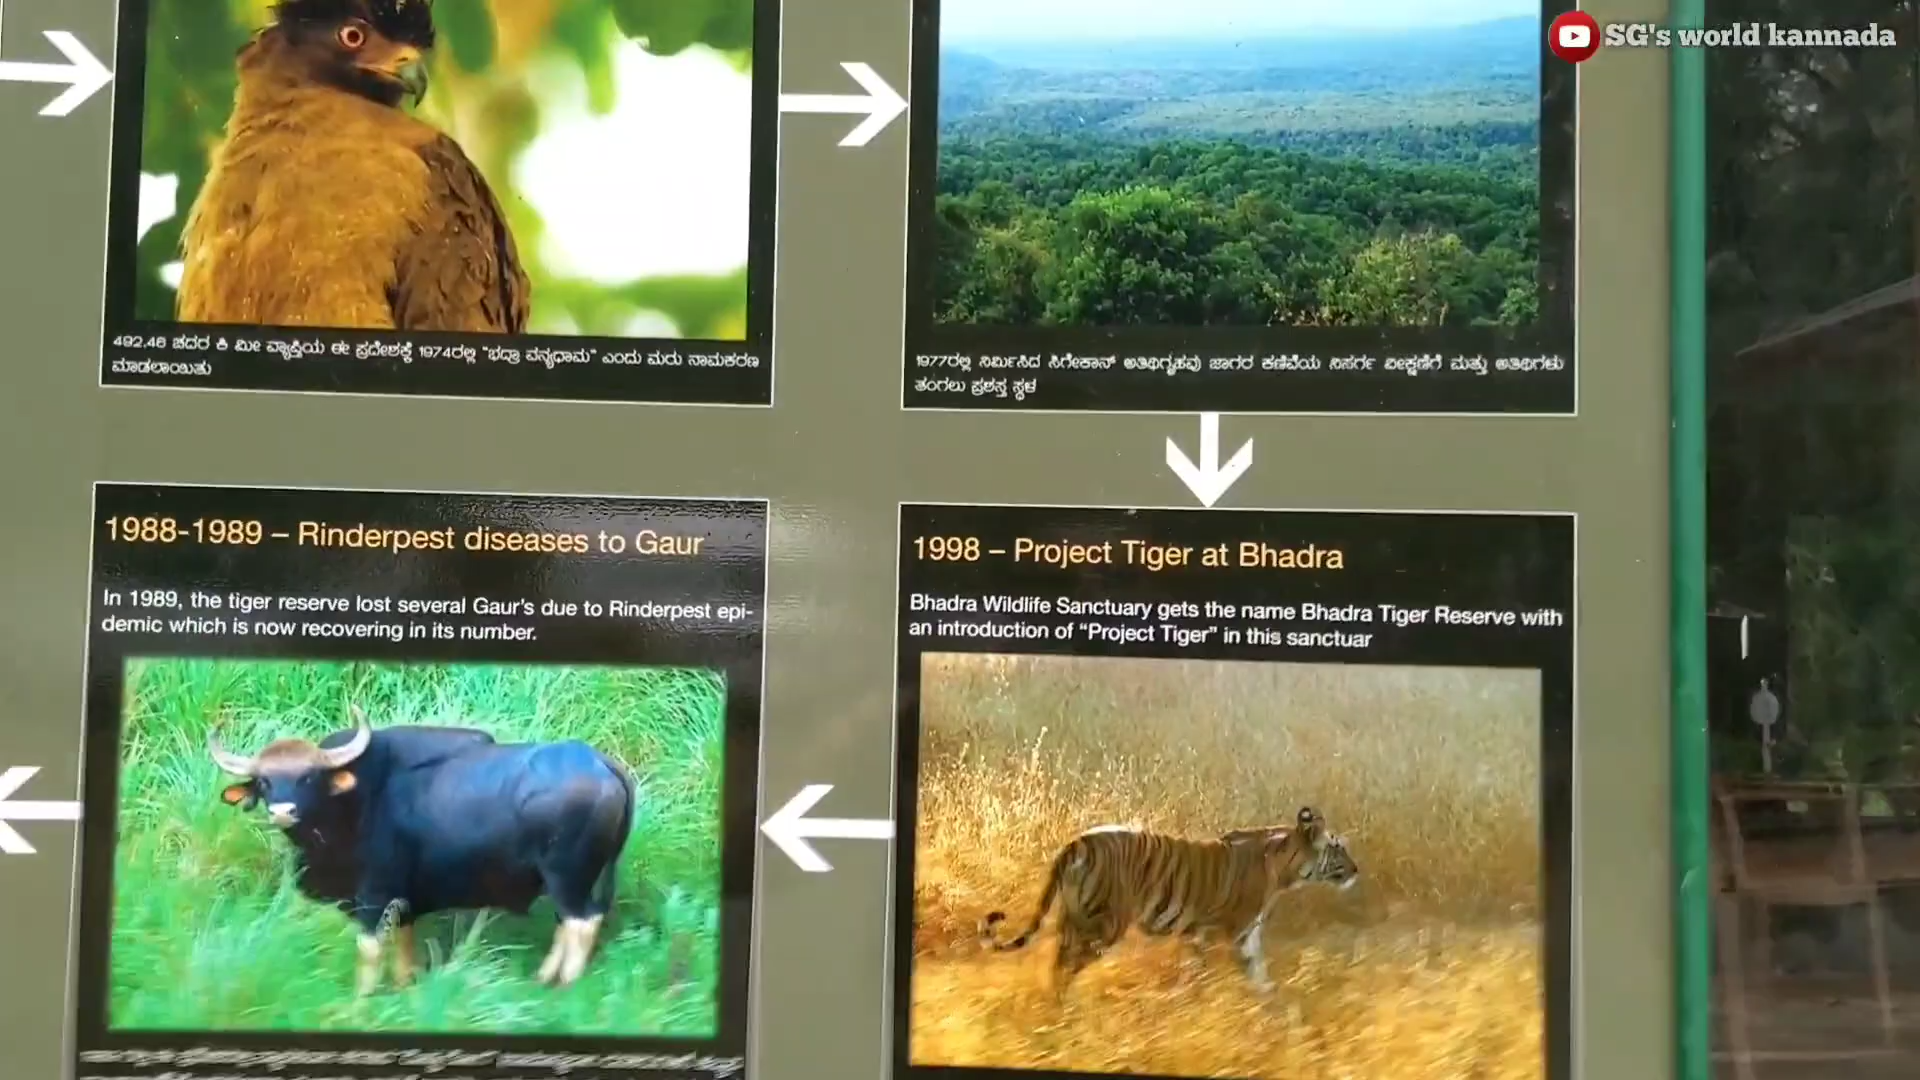 SG's world kannada
492.46 ಚದರ ಕಿ ಮೀ ವ್ಯಾಪ್ತಿಯ ಈ ಪ್ರದೇಶಕ್ಕೆ 1974ರಲ್ಲಿ "ಭದ್ರಾ ವನ್ಯಧಾಮ" ಎಂದು ಮರು ನಾಮಕರಣ
ಮಾಡಲಾಯಿತು
1977ರಲ್ಲಿ ನಿರ್ಮಿಸಿದ ಸಿಗೇಕಾನ್ ಅತಿಥಿಗೃಹವು ಜಾಗರ ಕಣಿವೆಯ ನಿಸರ್ಗ ವೀಕ್ಷಣೆಗೆ ಮತ್ತು ಅತಿಥಿಗಳು
ತಂಗಲು ಪ್ರಶಸ್ತ ಸ್ಥಳ
1988-1989 – Rinderpest diseases to Gaur
In 1989, the tiger reserve lost several Gaur's due to Rinderpest epi-
demic which is now recovering in its number.
1998 – Project Tiger at Bhadra
Bhadra Wildlife Sanctuary gets the name Bhadra Tiger Reserve with
an introduction of “Project Tiger” in this sanctuar